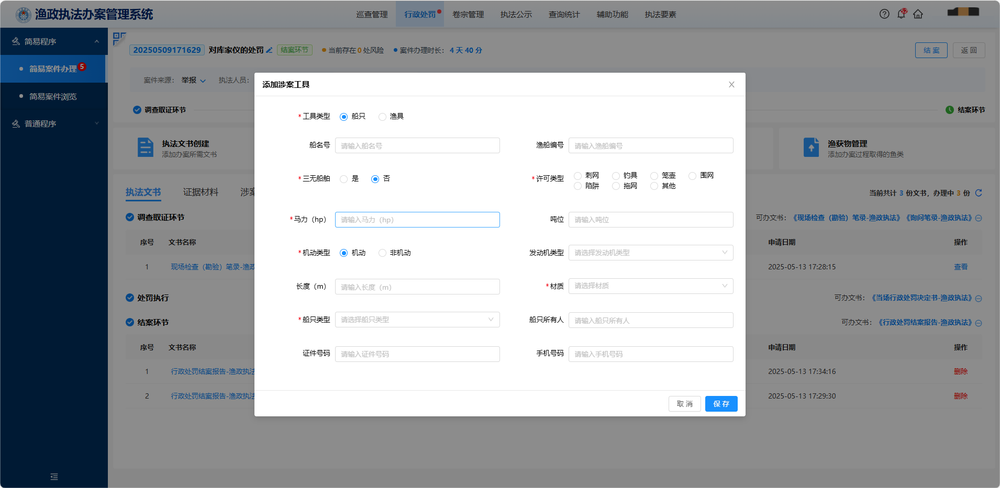 渔政执法办案管理系统
巡查管理 行政处罚 卷宗管理 执法公示 查询统计 辅助功能 执法要素
52
简易程序
简易案件办理 5
简易案件浏览
普通程序
20250509171629 对库家仪的处罚 结案环节 当前存在 0 处风险 案件办理时长: 4 天 40 分
结 案 返 回
案件来源: 举报 执法人员:
调查取证环节
结案环节
执法文书创建
添加办案所需文书
渔获物管理
添加办案过程取得的鱼类
执法文书 证据材料 涉案
当前共计 3 份文书，办理中 3 份
调查取证环节
可办文书: 《现场检查（勘验）笔录-渔政执法》 《询问笔录-渔政执法》
序号 文书名称 申请日期 操作
1 现场检查（勘验）笔录-渔政 2025-05-13 17:28:15 查看
处罚执行
可办文书: 《当场行政处罚决定书-渔政执法》
结案环节
可办文书: 《行政处罚结案报告-渔政执法》
序号 文书名称 申请日期 操作
1 行政处罚结案报告-渔政执法 2025-05-13 17:34:16 删除
2 行政处罚结案报告-渔政执法 2025-05-13 17:29:30 删除
添加涉案工具
*工具类型 船只 渔具
船名号 请输入船名号
渔船编号 请输入渔船编号
*三无船舶 是 否
*许可类型 刺网 钓具 笼壶 围网
陷阱 拖网 其他
*马力（hp） 请输入马力（hp）
吨位 请输入吨位
*机动类型 机动 非机动
发动机类型 请选择发动机类型
长度（m） 请输入长度（m）
*材质 请选择材质
*船只类型 请选择船只类型
船只所有人 请输入船只所有人
证件号码 请输入证件号码
手机号码 请输入手机号码
取 消 保 存